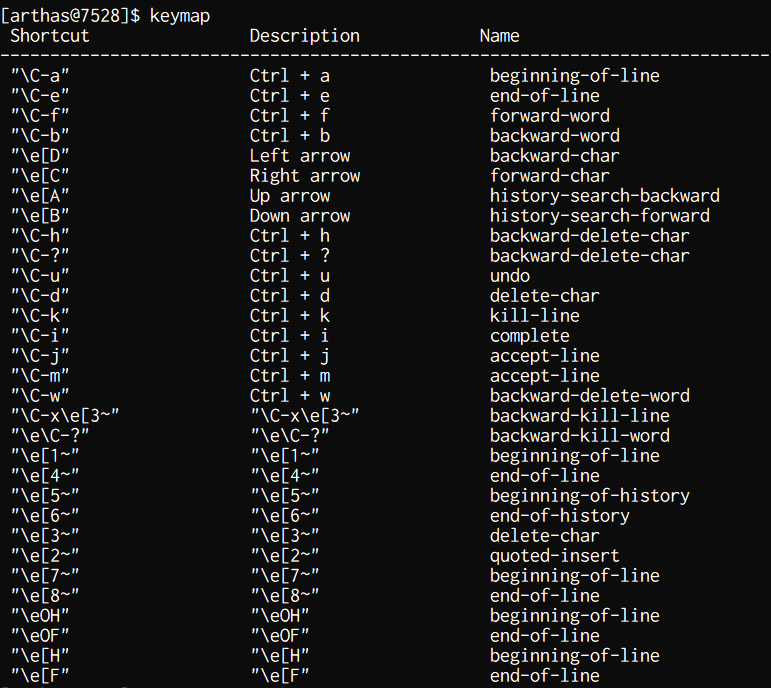 [arthas@7528]$ keymap
Shortcut Description Name
--------------------------------------------------------------------------------
"\C-a" Ctrl + a beginning-of-line
"\C-e" Ctrl + e end-of-line
"\C-f" Ctrl + f forward-word
"\C-b" Ctrl + b backward-word
"\e[D" Left arrow backward-char
"\e[C" Right arrow forward-char
"\e[A" Up arrow history-search-backward
"\e[B" Down arrow history-search-forward
"\C-h" Ctrl + h backward-delete-char
"\C-?" Ctrl + ? backward-delete-char
"\C-u" Ctrl + u undo
"\C-d" Ctrl + d delete-char
"\C-k" Ctrl + k kill-line
"\C-i" Ctrl + i complete
"\C-j" Ctrl + j accept-line
"\C-m" Ctrl + m accept-line
"\C-w" Ctrl + w backward-delete-word
"\C-x\e[3~" "\C-x\e[3~" backward-kill-line
"\e\C-?" "\e\C-?" backward-kill-word
"\e[1~" "\e[1~" beginning-of-line
"\e[4~" "\e[4~" end-of-line
"\e[5~" "\e[5~" beginning-of-history
"\e[6~" "\e[6~" end-of-history
"\e[3~" "\e[3~" delete-char
"\e[2~" "\e[2~" quoted-insert
"\e[7~" "\e[7~" beginning-of-line
"\e[8~" "\e[8~" end-of-line
"\eOH" "\eOH" beginning-of-line
"\eOF" "\eOF" end-of-line
"\e[H" "\e[H" beginning-of-line
"\e[F" "\e[F" end-of-line